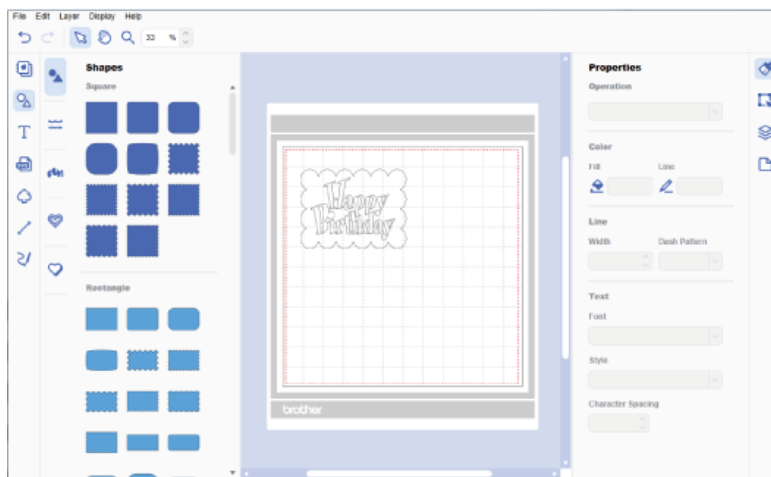 File Edit Layer Display Help
33 %
Shapes
Square
Rectangle
Happy
Birthday
brother
Properties
Operation
Color
Fill Line
Line
Width Dash Pattern
Text
Font
Style
Character Spacing